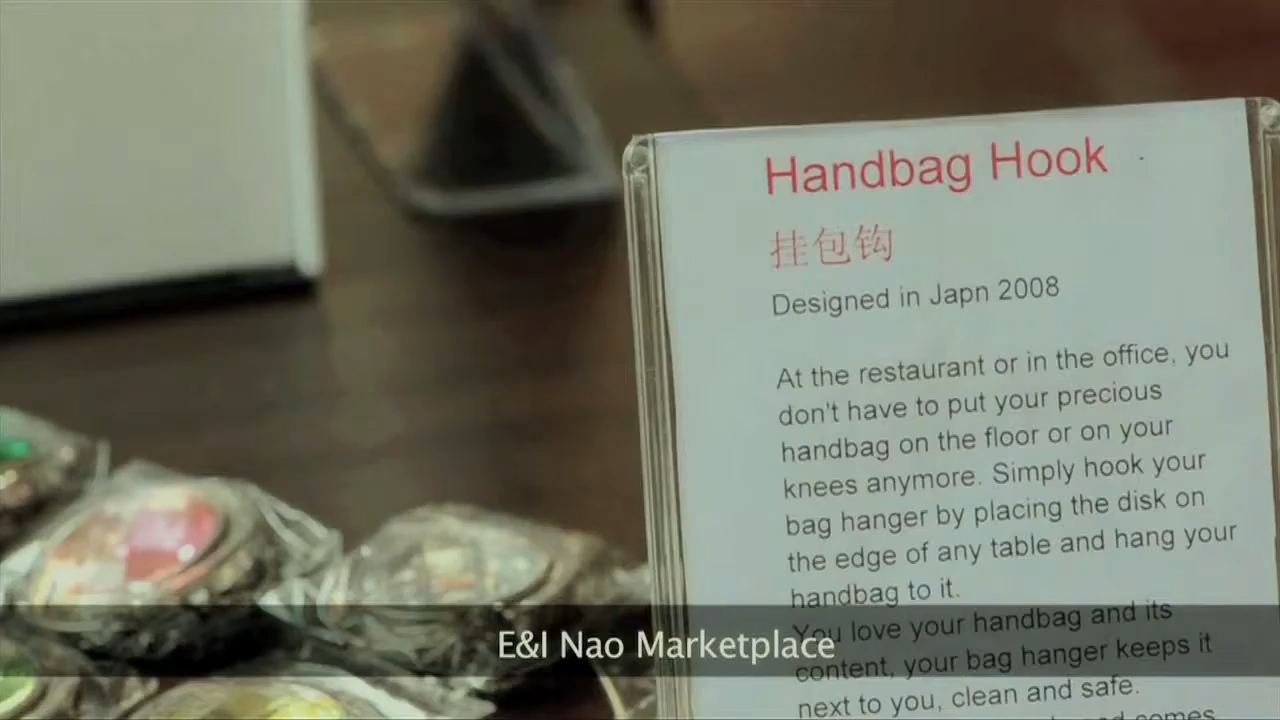 Handbag Hook
挂包钩
Designed in Japn 2008
At the restaurant or in the office, you
don't have to put your precious
handbag on the floor or on your
knees anymore. Simply hook your
bag hanger by placing the disk on
the edge of any table and hang your
handbag to it.
You love your handbag and its
content, your bag hanger keeps it
next to you, clean and safe.
and comes
E&I Nao Marketplace